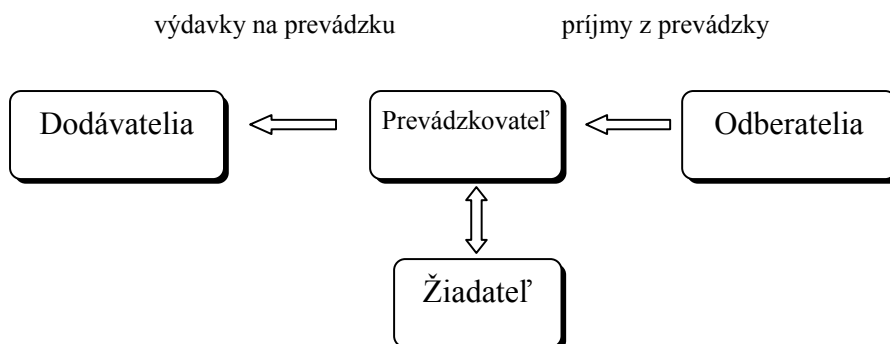 výdavky na prevádzku príjmy z prevádzky
Dodávatelia Prevádzkovateľ Odberatelia
Žiadateľ